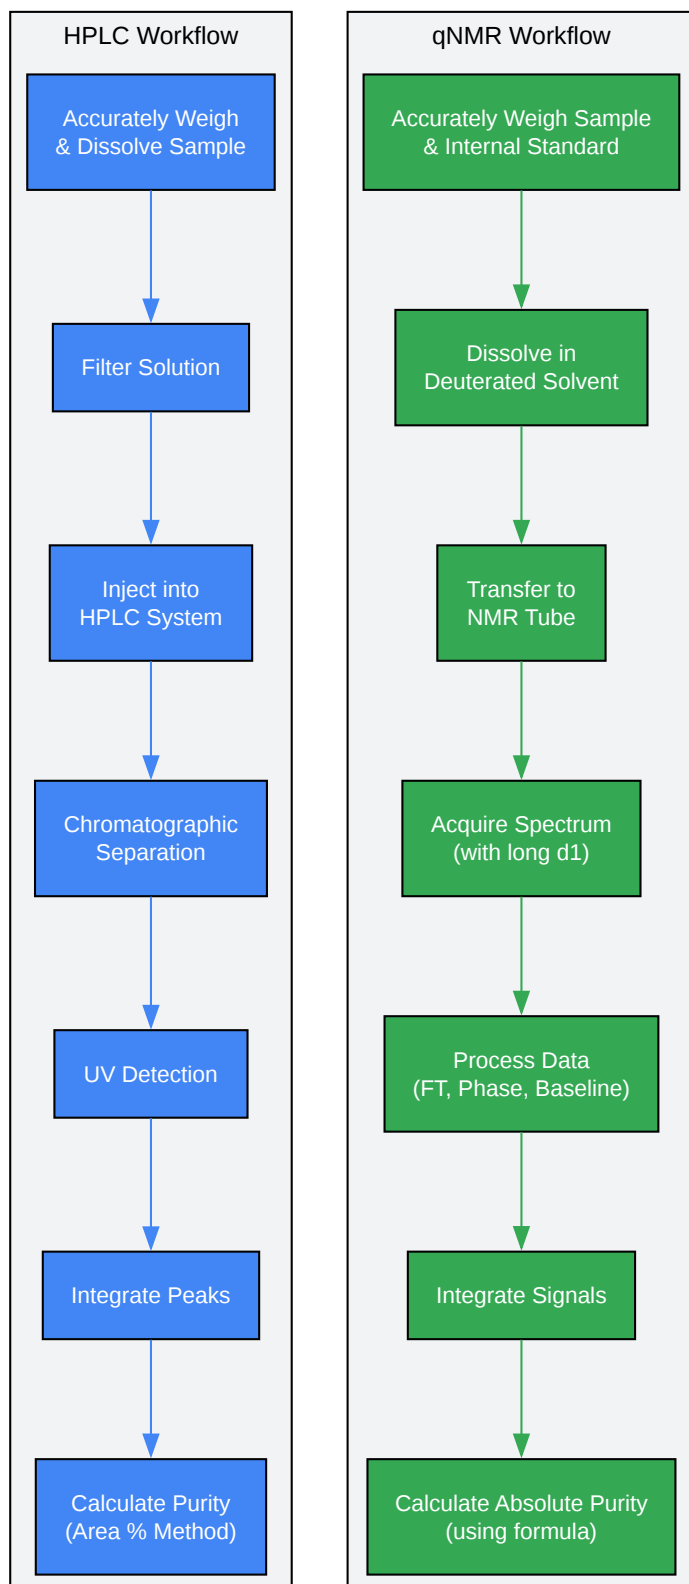 HPLC Workflow
Accurately Weigh
& Dissolve Sample
Filter Solution
Inject into
HPLC System
Chromatographic
Separation
UV Detection
Integrate Peaks
Calculate Purity
(Area % Method)
qNMR Workflow
Accurately Weigh Sample
& Internal Standard
Dissolve in
Deuterated Solvent
Transfer to
NMR Tube
Acquire Spectrum
(with long d1)
Process Data
(FT, Phase, Baseline)
Integrate Signals
Calculate Absolute Purity
(using formula)